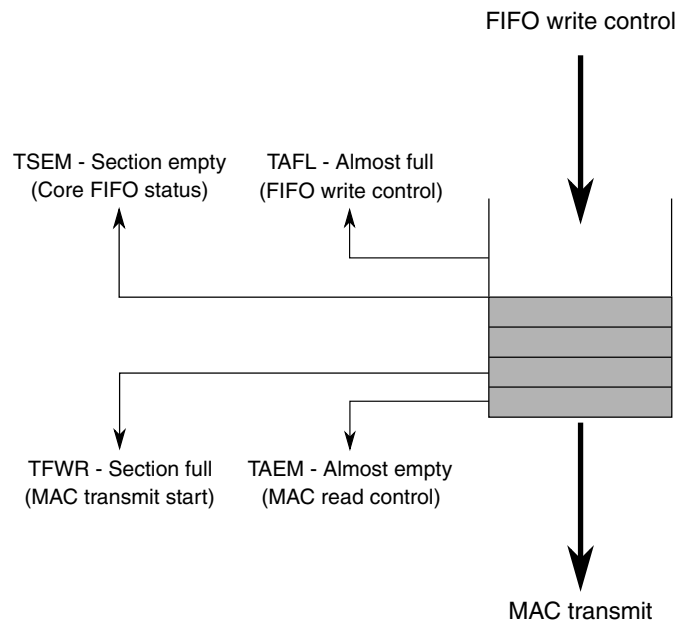 FIFO write control
TSEM - Section empty
(Core FIFO status)
TAFL - Almost full
(FIFO write control)
TFWR - Section full
(MAC transmit start)
TAEM - Almost empty
(MAC read control)
MAC transmit